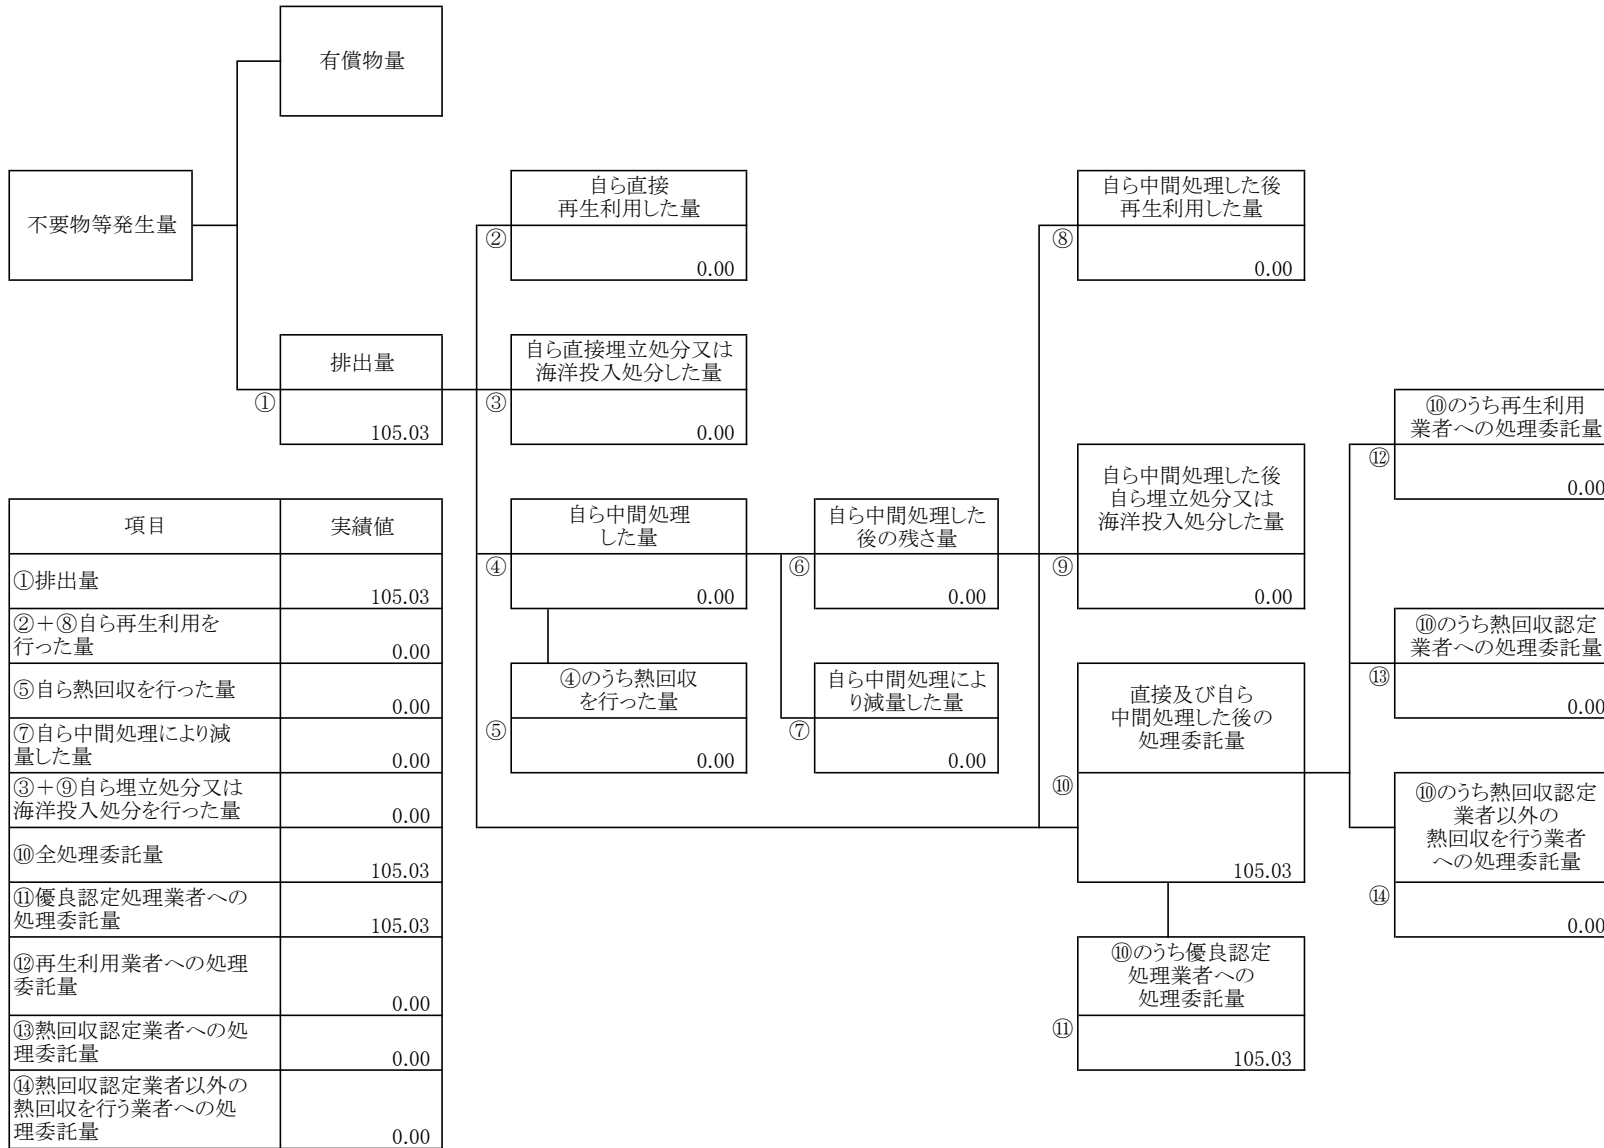 有償物量
不要物等発生量
排出量
①
105.03
自ら直接
再生利用した量
②
0.00
自ら直接埋立処分又は
海洋投入処分した量
③
0.00
自ら中間処理
した量
④
0.00
④のうち熱回収
を行った量
⑤
0.00
自ら中間処理した
後の残さ量
⑥
0.00
自ら中間処理によ
り減量した量
⑦
0.00
自ら中間処理した後
再生利用した量
⑧
0.00
自ら中間処理した後
自ら埋立処分又は
海洋投入処分した量
⑨
0.00
直接及び自ら
中間処理した後の
処理委託量
⑩
105.03
⑩のうち優良認定
処理業者への
処理委託量
⑪
105.03
⑩のうち再生利用
業者への処理委託量
⑫
0.00
⑩のうち熱回収認定
業者への処理委託量
⑬
0.00
⑩のうち熱回収認定
業者以外の
熱回収を行う業者
への処理委託量
⑭
0.00
項目 実績値
①排出量
105.03
②＋⑧自ら再生利用を
行った量
0.00
⑤自ら熱回収を行った量
0.00
⑦自ら中間処理により減
量した量
0.00
③＋⑨自ら埋立処分又は
海洋投入処分を行った量
0.00
⑩全処理委託量
105.03
⑪優良認定処理業者への
処理委託量
105.03
⑫再生利用業者への処理
委託量
0.00
⑬熱回収認定業者への処
理委託量
0.00
⑭熱回収認定業者以外の
熱回収を行う業者への処
理委託量
0.00